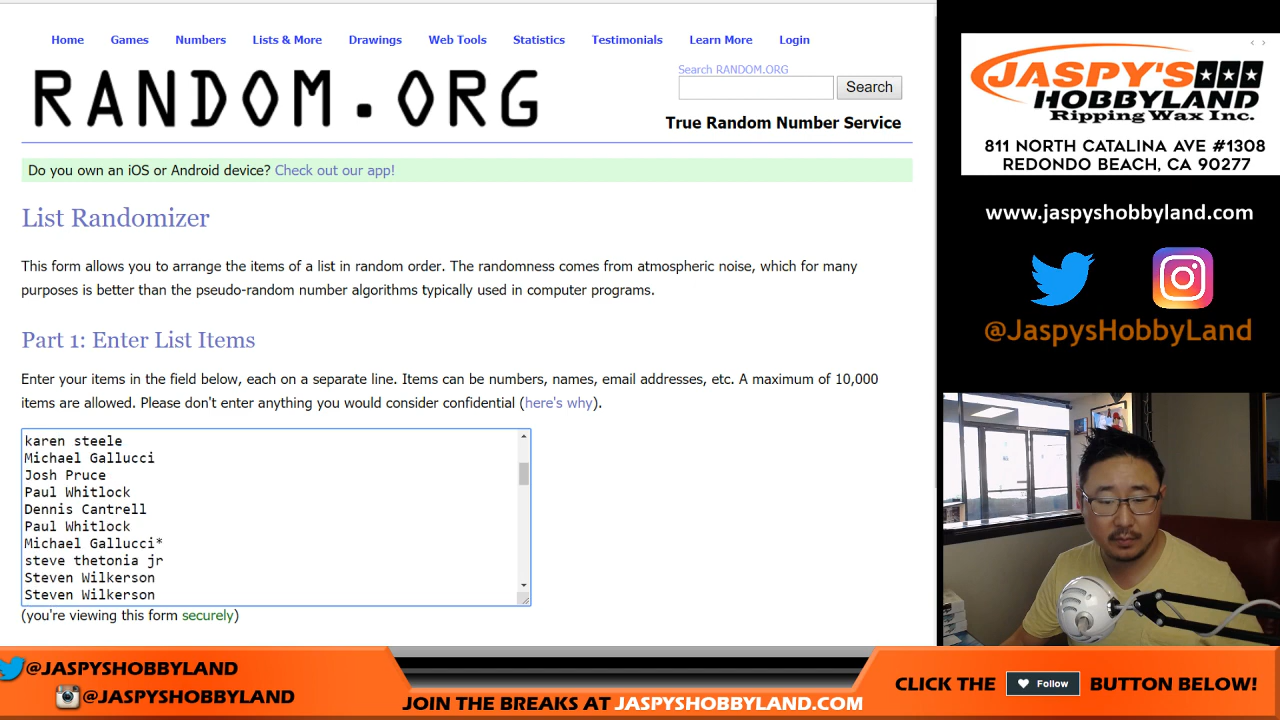 Home Games Numbers Lists & More Drawings Web Tools Statistics Testimonials Learn More Login
RANDOM.ORG
Search RANDOM.ORG
Search
True Random Number Service
Do you own an iOS or Android device? Check out our app!
List Randomizer
This form allows you to arrange the items of a list in random order. The randomness comes from atmospheric noise, which for many
purposes is better than the pseudo-random number algorithms typically used in computer programs.
Part 1: Enter List Items
Enter your items in the field below, each on a separate line. Items can be numbers, names, email addresses, etc. A maximum of 10,000
items are allowed. Please don't enter anything you would consider confidential (here's why).
karen steele
Michael Gallucci
Josh Pruce
Paul Whitlock
Dennis Cantrell
Paul Whitlock
Michael Gallucci*
steve thetonia jr
Steven Wilkerson
Steven Wilkerson
(you're viewing this form securely)
JASPY'S
HOBBYLAND
Ripping Wax Inc.
811 NORTH CATALINA AVE #1308
REDONDO BEACH, CA 90277
www.jaspyshobbyland.com
@JaspysHobbyLand
@JASPYSHOBBYLAND
@JASPYSHOBBYLAND
JOIN THE BREAKS AT JASPYSHOBBYLAND.COM
CLICK THE Follow BUTTON BELOW!